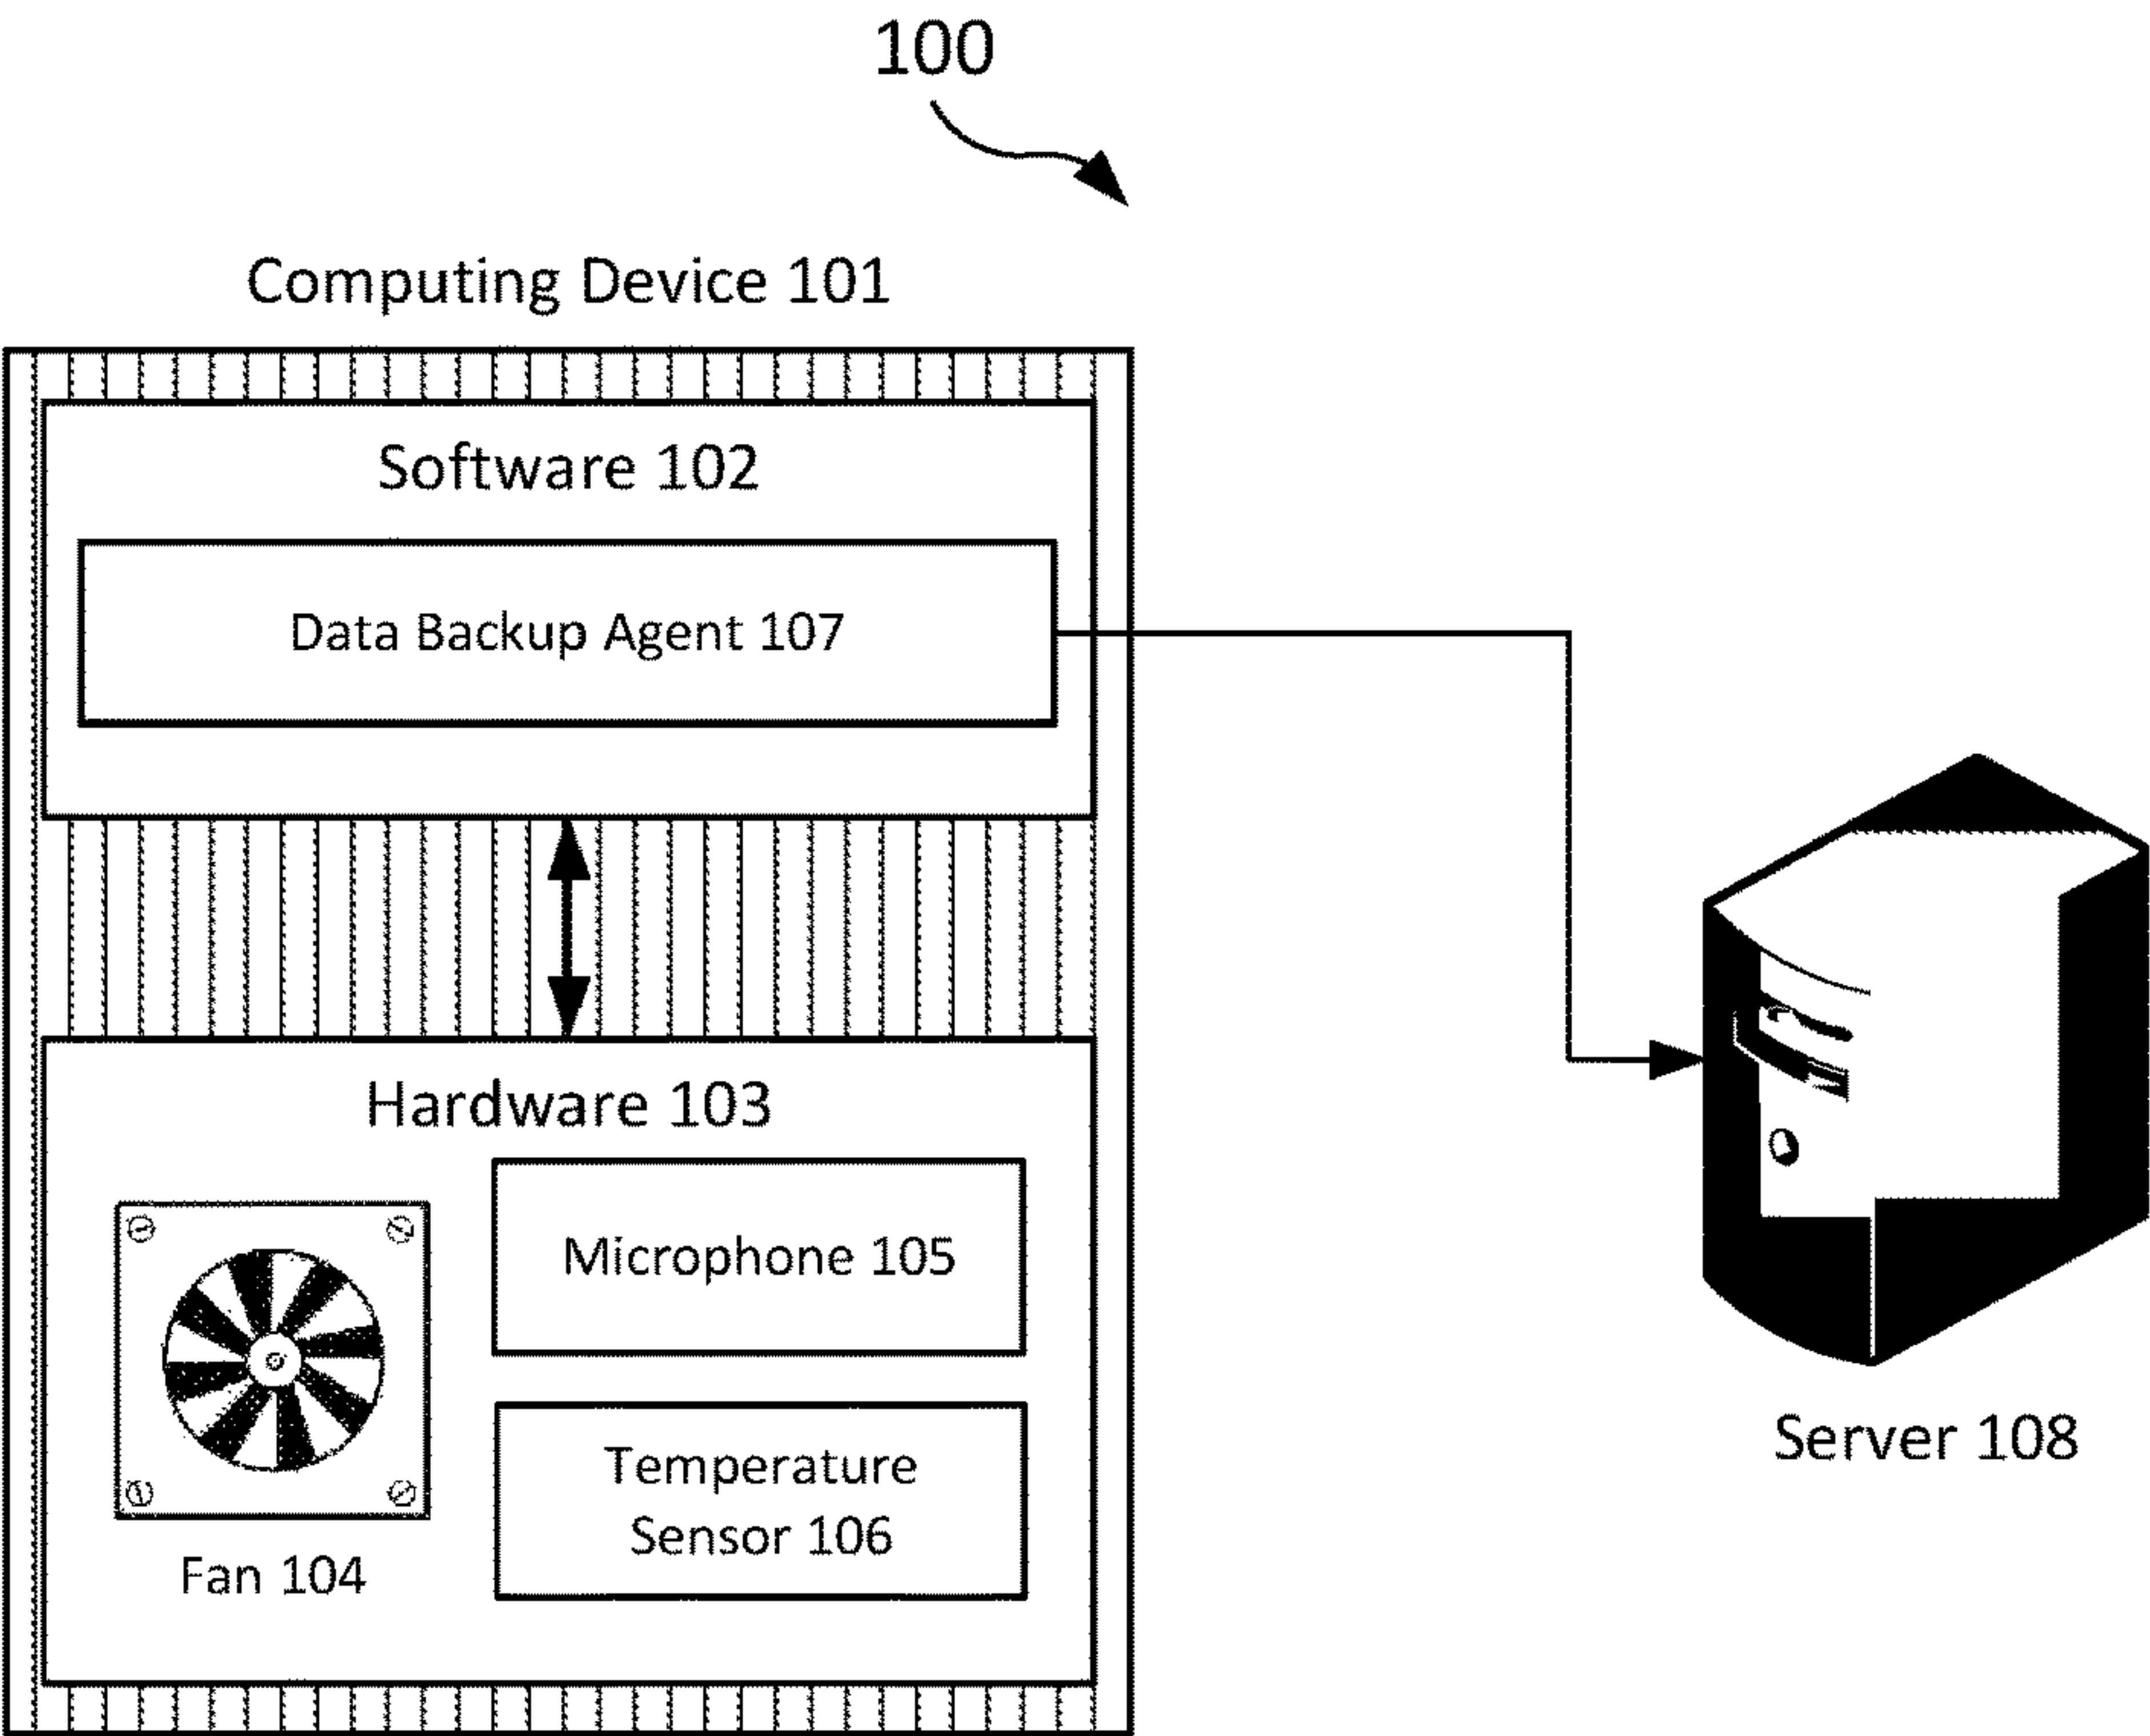 100
Computing Device 101
Software 102
Data Backup Agent 107
Hardware 103
Microphone 105
Temperature
Sensor 106
Fan 104
Server 108